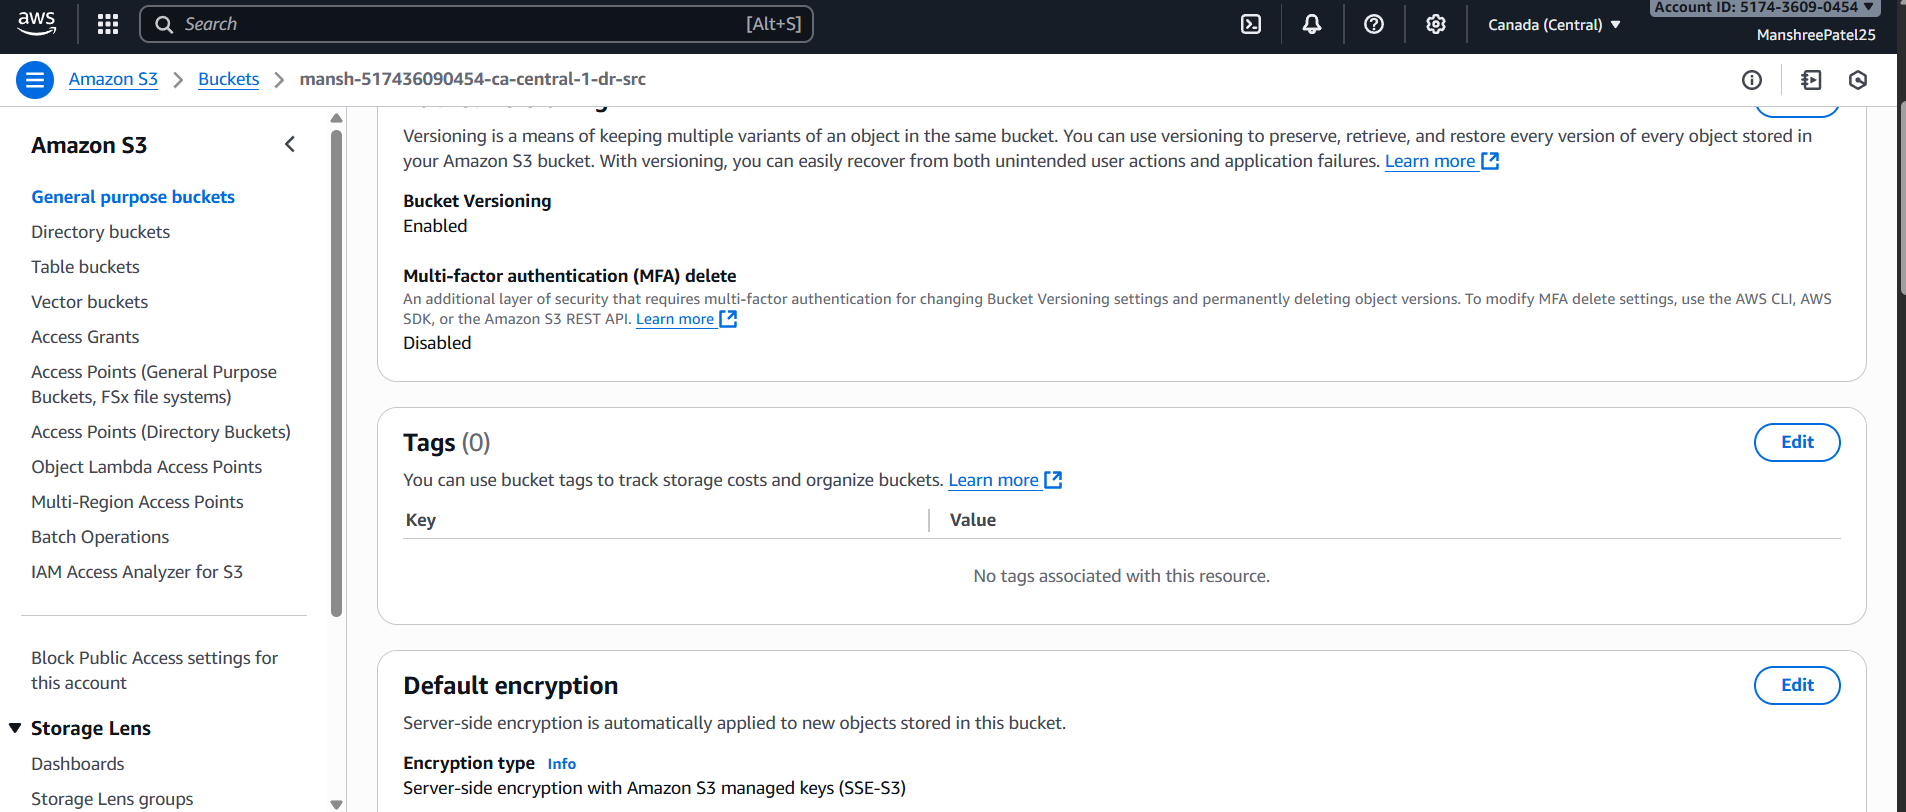 aws
Search
[Alt+S]
Canada (Central)
Account ID: 5174-3609-0454
ManshreePatel25
Amazon S3
Buckets
mansh-517436090454-ca-central-1-dr-src
Amazon S3
General purpose buckets
Directory buckets
Table buckets
Vector buckets
Access Grants
Access Points (General Purpose
Buckets, FSx file systems)
Access Points (Directory Buckets)
Object Lambda Access Points
Multi-Region Access Points
Batch Operations
IAM Access Analyzer for S3
Block Public Access settings for
this account
Storage Lens
Dashboards
Storage Lens groups
Versioning is a means of keeping multiple variants of an object in the same bucket. You can use versioning to preserve, retrieve, and restore every version of every object stored in
your Amazon S3 bucket. With versioning, you can easily recover from both unintended user actions and application failures. Learn more
Bucket Versioning
Enabled
Multi-factor authentication (MFA) delete
An additional layer of security that requires multi-factor authentication for changing Bucket Versioning settings and permanently deleting object versions. To modify MFA delete settings, use the AWS CLI, AWS
SDK, or the Amazon S3 REST API. Learn more
Disabled
Tags (0)
Edit
You can use bucket tags to track storage costs and organize buckets. Learn more
Key
Value
No tags associated with this resource.
Default encryption
Edit
Server-side encryption is automatically applied to new objects stored in this bucket.
Encryption type Info
Server-side encryption with Amazon S3 managed keys (SSE-S3)